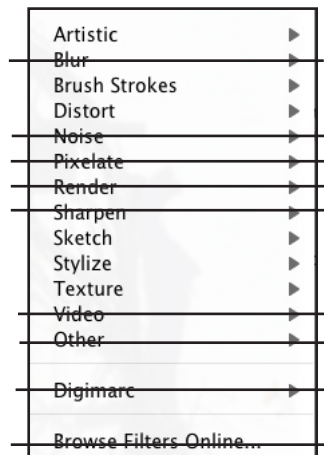 Artistic
Blur
Brush Strokes
Distort
Noise
Pixelate
Render
Sharpen
Sketch
Stylize
Texture
Video
Other
Digimarc
Browse Filters Online...